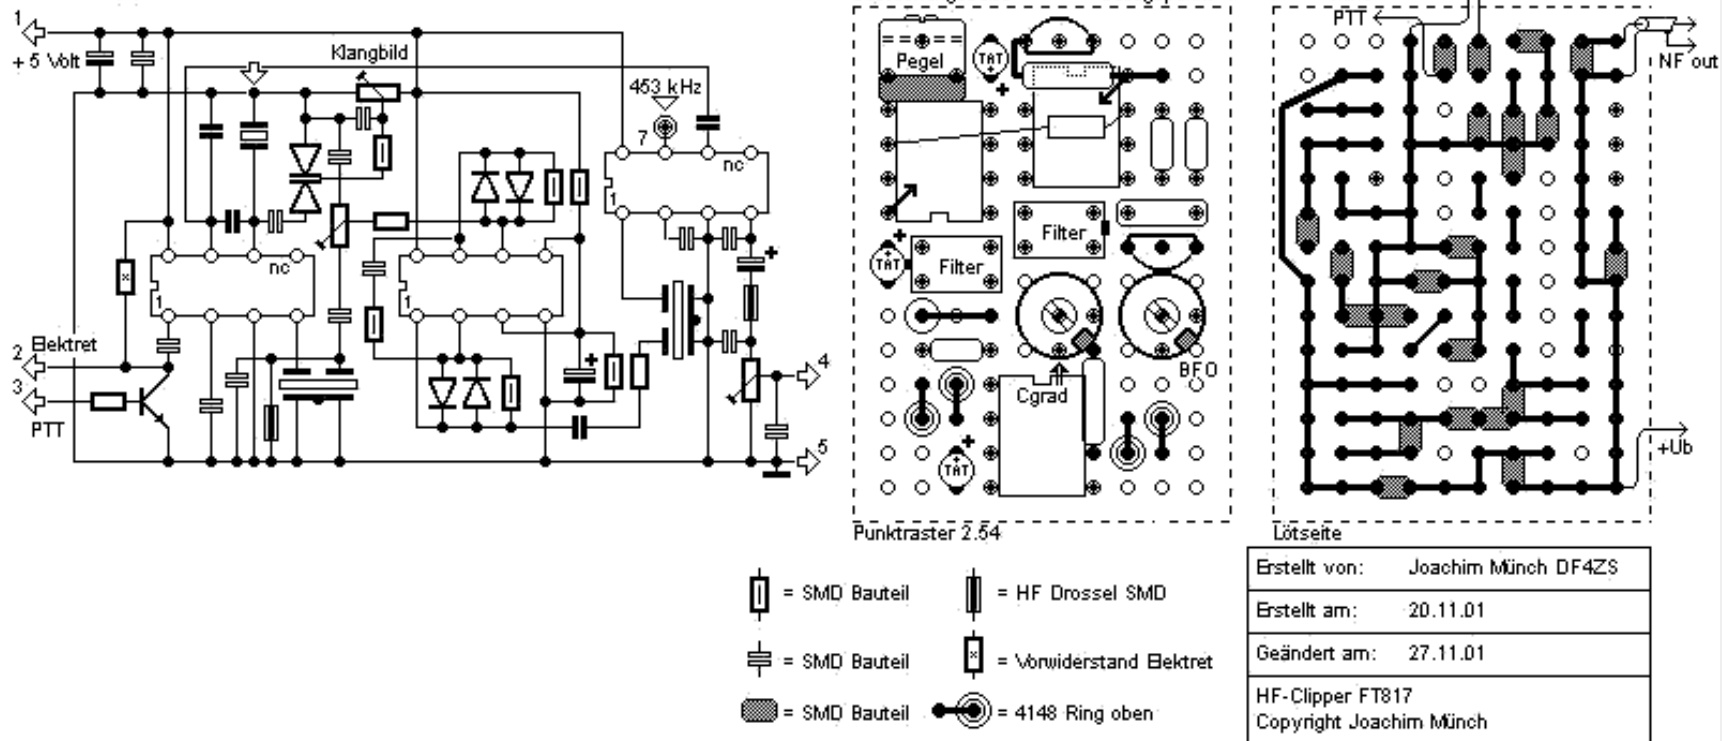 1
+ 5 Volt
Klangbild
453 kHz
7
nc
1
nc
1
1
Elektret
2
3
PTT
4
5
Pegel
TAT
+
+
TAT
Filter
Filter
BFO
Cgrad
+
TAT
Punktraster 2.54
PTT
NF out
+Ub
Lötseite
= SMD Bauteil
= HF Drossel SMD
= SMD Bauteil
= Vorwiderstand Elektret
= SMD Bauteil
= 4148 Ring oben
Erstellt von: Joachim Münch DF4ZS
Erstellt am: 20.11.01
Geändert am: 27.11.01
HF-Clipper FT817
Copyright Joachim Münch